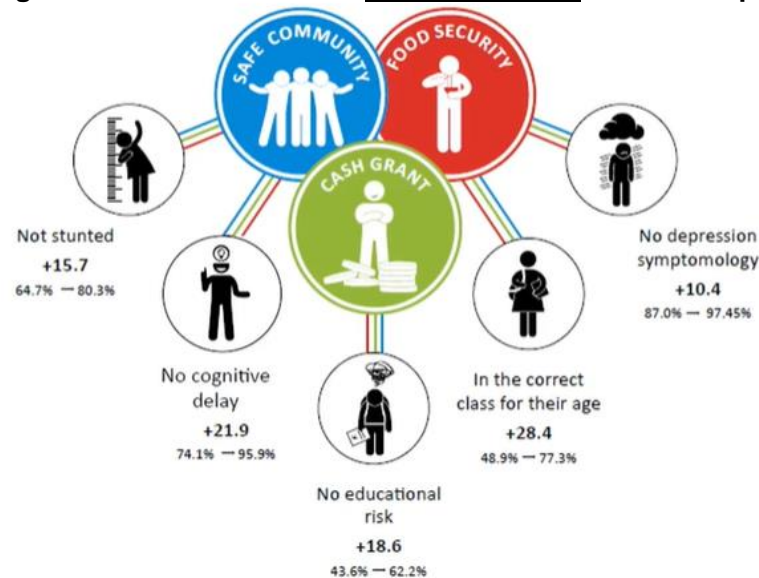 SAFE COMMUNITY
FOOD SECURITY
CASH GRANT
Not stunted
+15.7
64.7% — 80.3%
No cognitive
delay
+21.9
74.1% — 95.9%
No educational
risk
+18.6
43.6% — 62.2%
In the correct
class for their age
+28.4
48.9% — 77.3%
No depression
symptomology
+10.4
87.0% — 97.45%